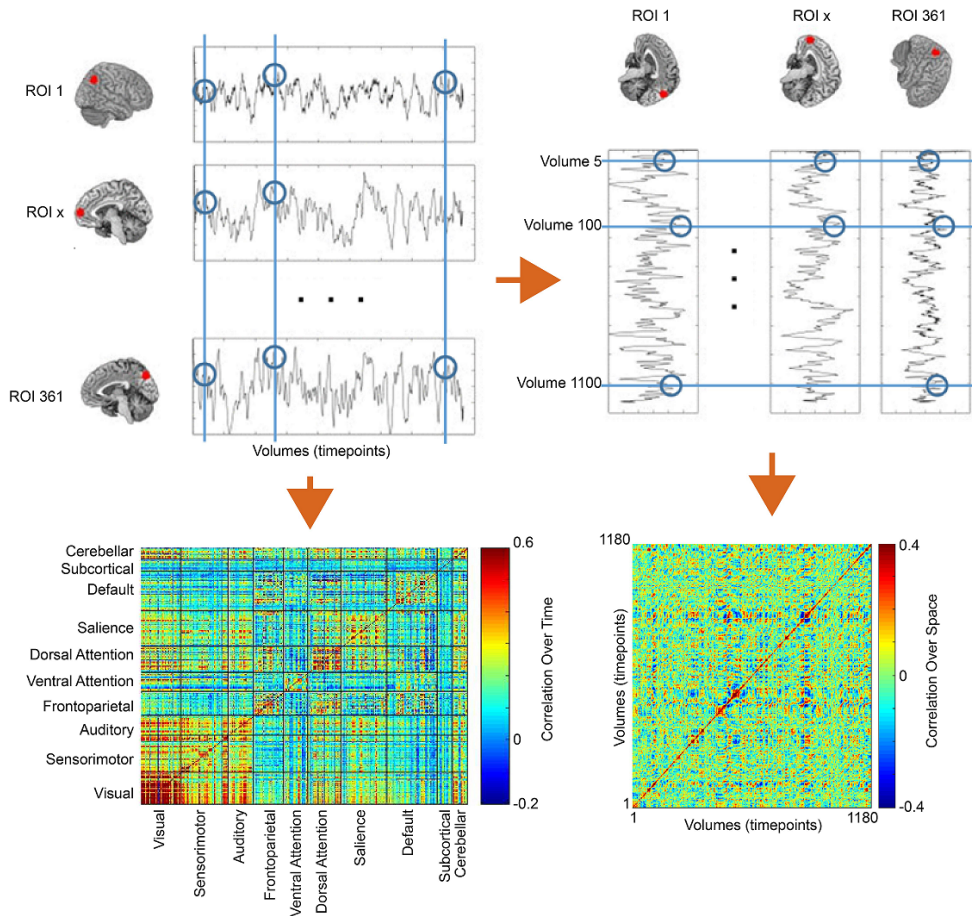 ROI 1
ROI x
ROI 361
Volumes (timepoints)
ROI 1
ROI x
ROI 361
Volume 5
Volume 100
Volume 1100
Cerebellar
Subcortical
Default
Salience
Dorsal Attention
Ventral Attention
Frontoparietal
Auditory
Sensorimotor
Visual
Visual
Sensorimotor
Auditory
Frontoparietal
Ventral Attention
Dorsal Attention
Salience
Default
Subcortical
Cerebellar
0.6
0
-0.2
Correlation Over Time
1180
Volumes (timepoints)
1
1
Volumes (timepoints)
1180
0.4
0
-0.4
Correlation Over Space